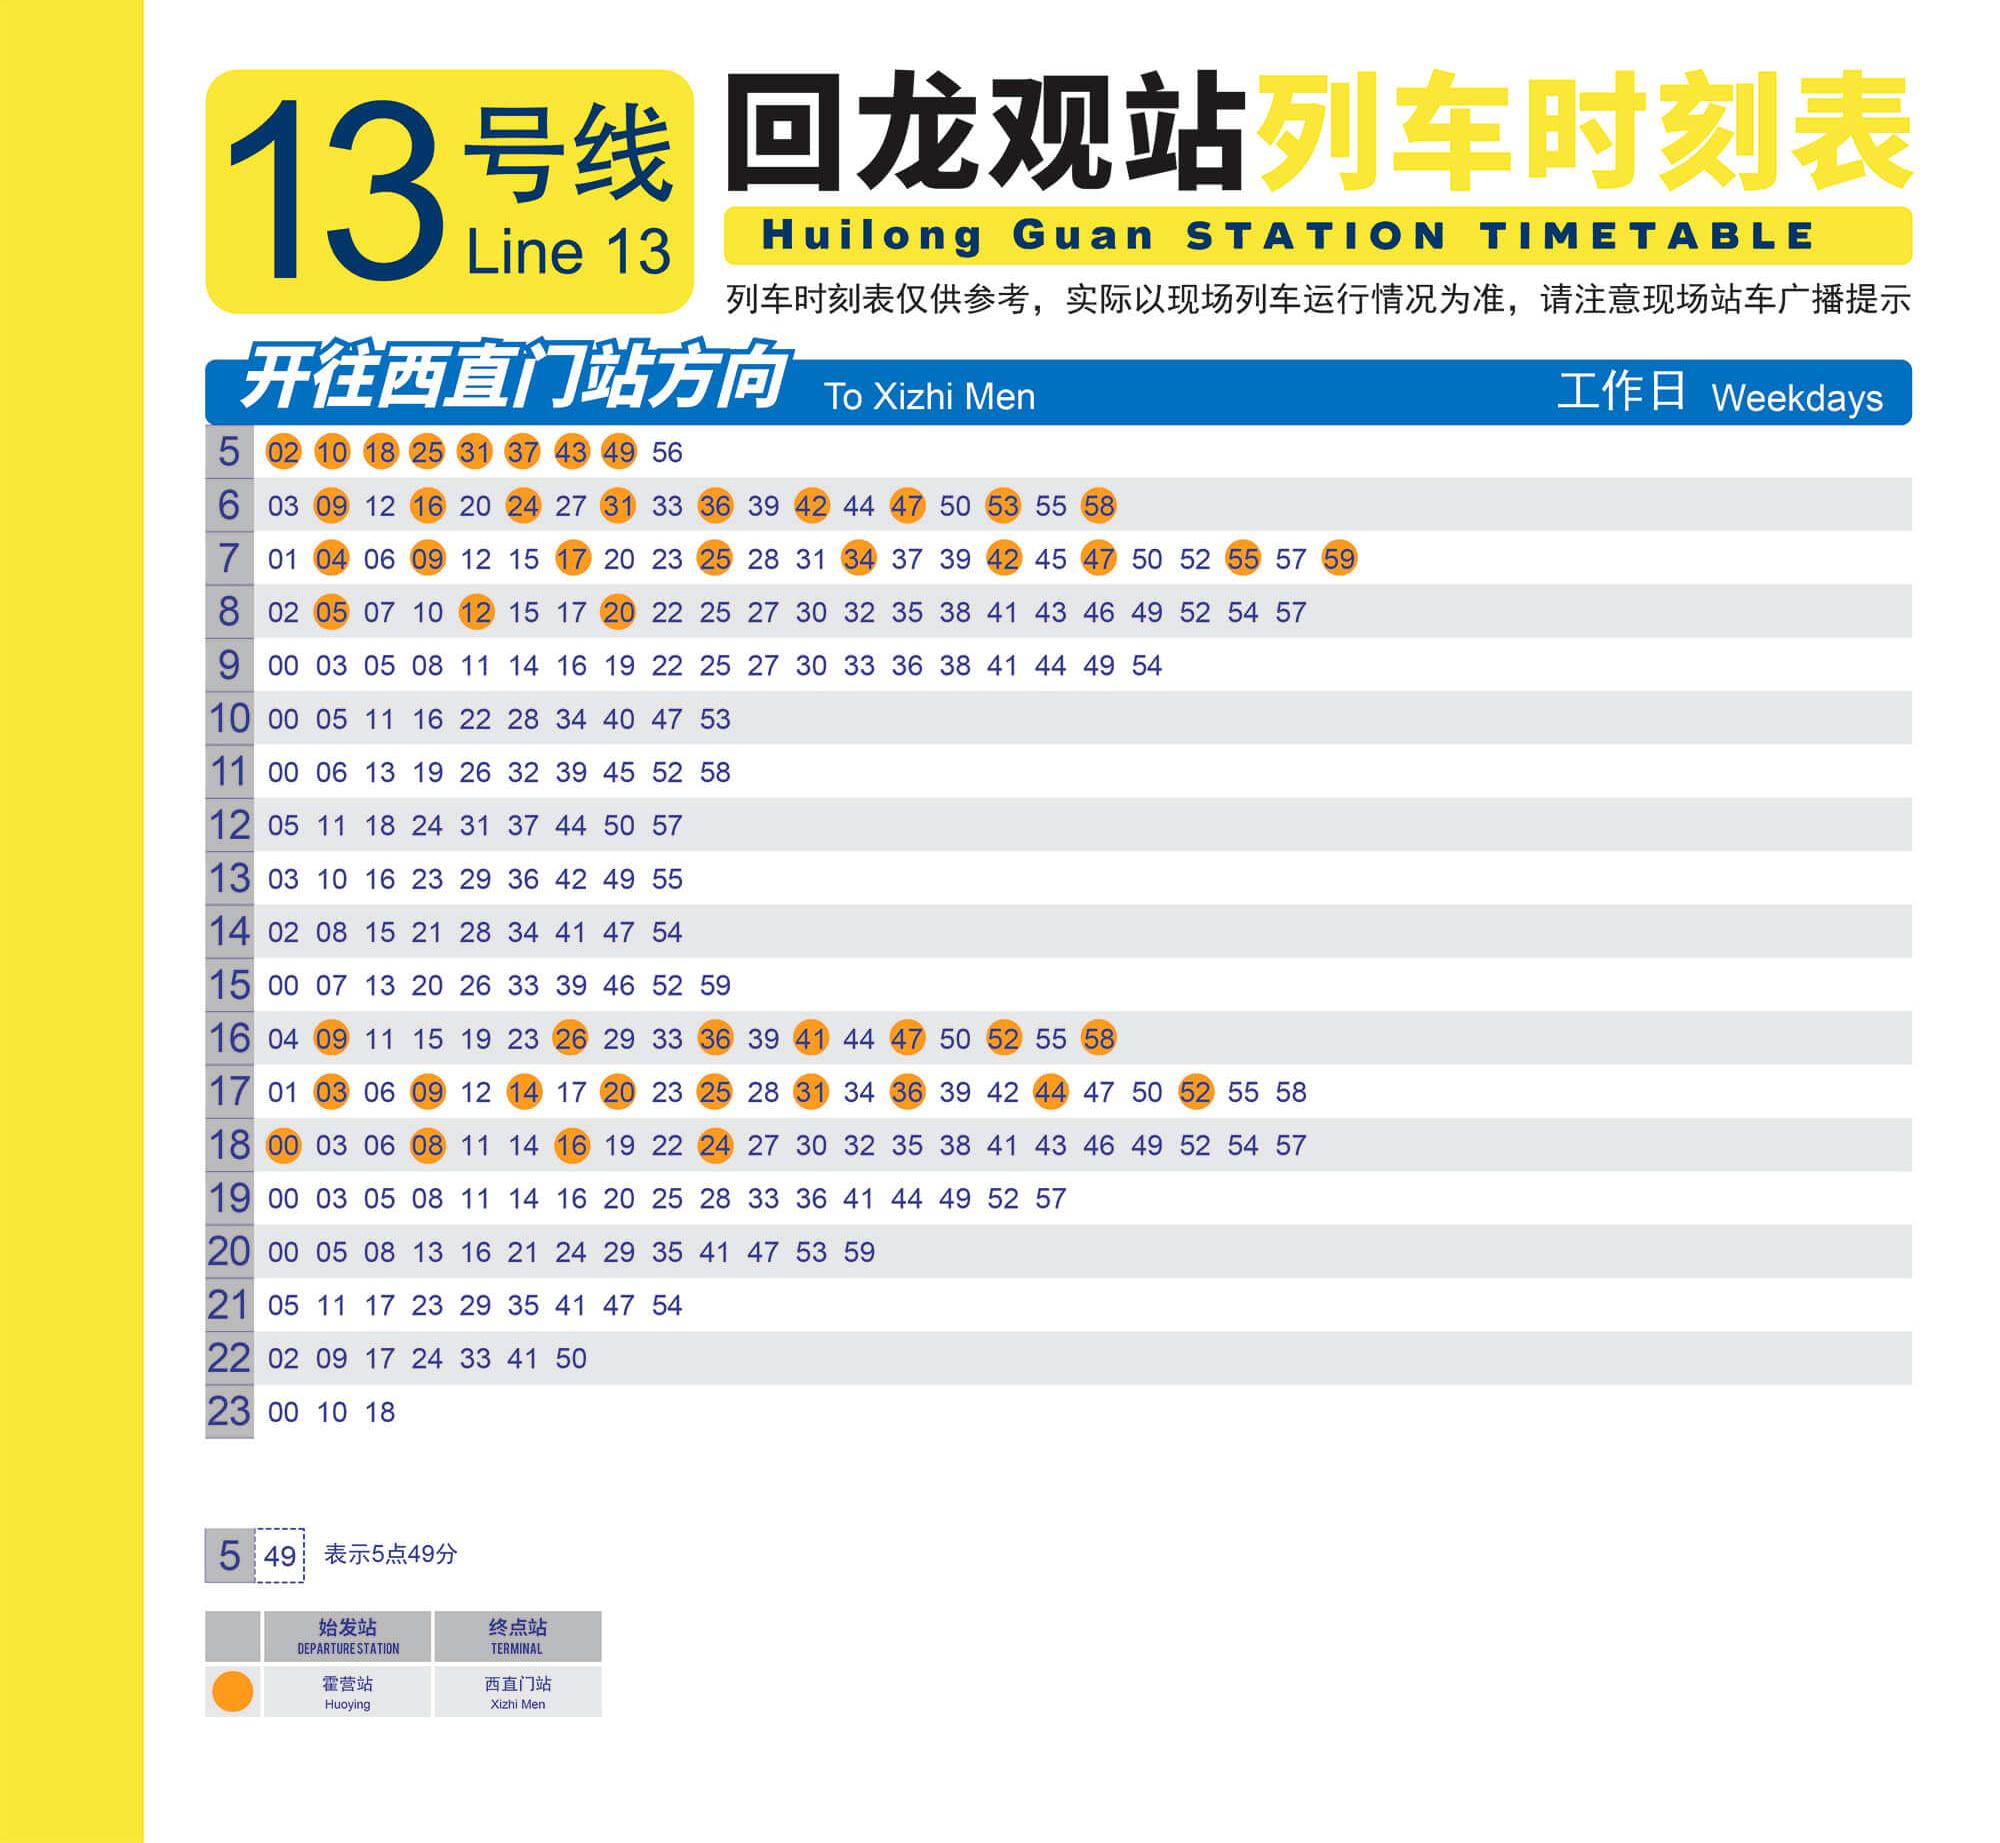 13号线
Line 13
回龙观站列车时刻表
Huilong Guan STATION TIMETABLE
列车时刻表仅供参考，实际以现场列车运行情况为准，请注意现场站车广播提示
开往西直门站方向 To Xizhi Men 工作日 Weekdays
5 02 10 18 25 31 37 43 49 56
6 03 09 12 16 20 24 27 31 33 36 39 42 44 47 50 53 55 58
7 01 04 06 09 12 15 17 20 23 25 28 31 34 37 39 42 45 47 50 52 55 57 59
8 02 05 07 10 12 15 17 20 22 25 27 30 32 35 38 41 43 46 49 52 54 57
9 00 03 05 08 11 14 16 19 22 25 27 30 33 36 38 41 44 49 54
10 00 05 11 16 22 28 34 40 47 53
11 00 06 13 19 26 32 39 45 52 58
12 05 11 18 24 31 37 44 50 57
13 03 10 16 23 29 36 42 49 55
14 02 08 15 21 28 34 41 47 54
15 00 07 13 20 26 33 39 46 52 59
16 04 09 11 15 19 23 26 29 33 36 39 41 44 47 50 52 55 58
17 01 03 06 09 12 14 17 20 23 25 28 31 34 36 39 42 44 47 50 52 55 58
18 00 03 06 08 11 14 16 19 22 24 27 30 32 35 38 41 43 46 49 52 54 57
19 00 03 05 08 11 14 16 20 25 28 33 36 41 44 49 52 57
20 00 05 08 13 16 21 24 29 35 41 47 53 59
21 05 11 17 23 29 35 41 47 54
22 02 09 17 24 33 41 50
23 00 10 18
5 49 表示5点49分
始发站 终点站
DEPARTURE STATION TERMINAL
霍营站 西直门站
Huoying Xizhi Men